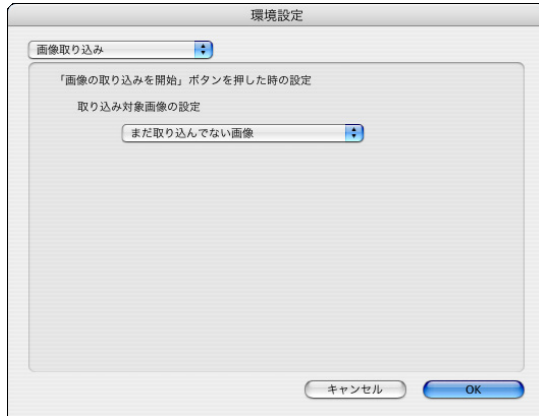 環境設定
画像取り込み
「画像の取り込みを開始」ボタンを押した時の設定
取り込み対象画像の設定
まだ取り込んでない画像
キャンセル
OK